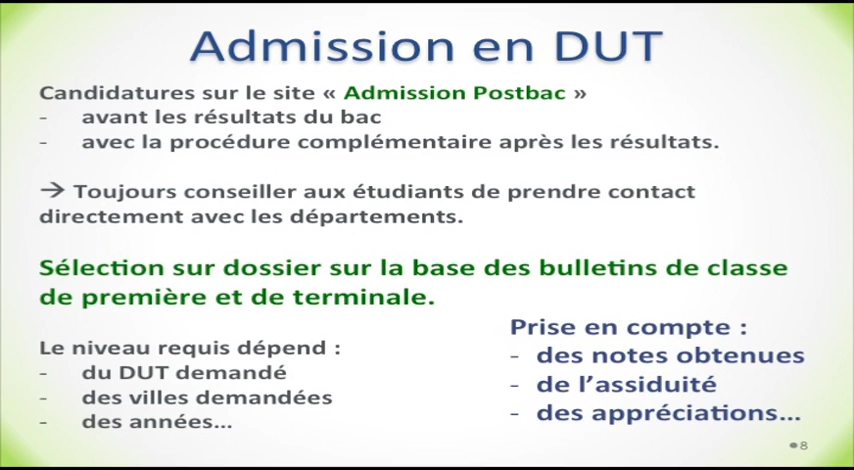 Admission en DUT
Candidatures sur le site « Admission Postbac »
- avant les résultats du bac
- avec la procédure complémentaire après les résultats.
→ Toujours conseiller aux étudiants de prendre contact
directement avec les départements.
Sélection sur dossier sur la base des bulletins de classe
de première et de terminale.
Le niveau requis dépend :
- du DUT demandé
- des villes demandées
- des années...
Prise en compte :
- des notes obtenues
- de l'assiduité
- des appréciations...
8